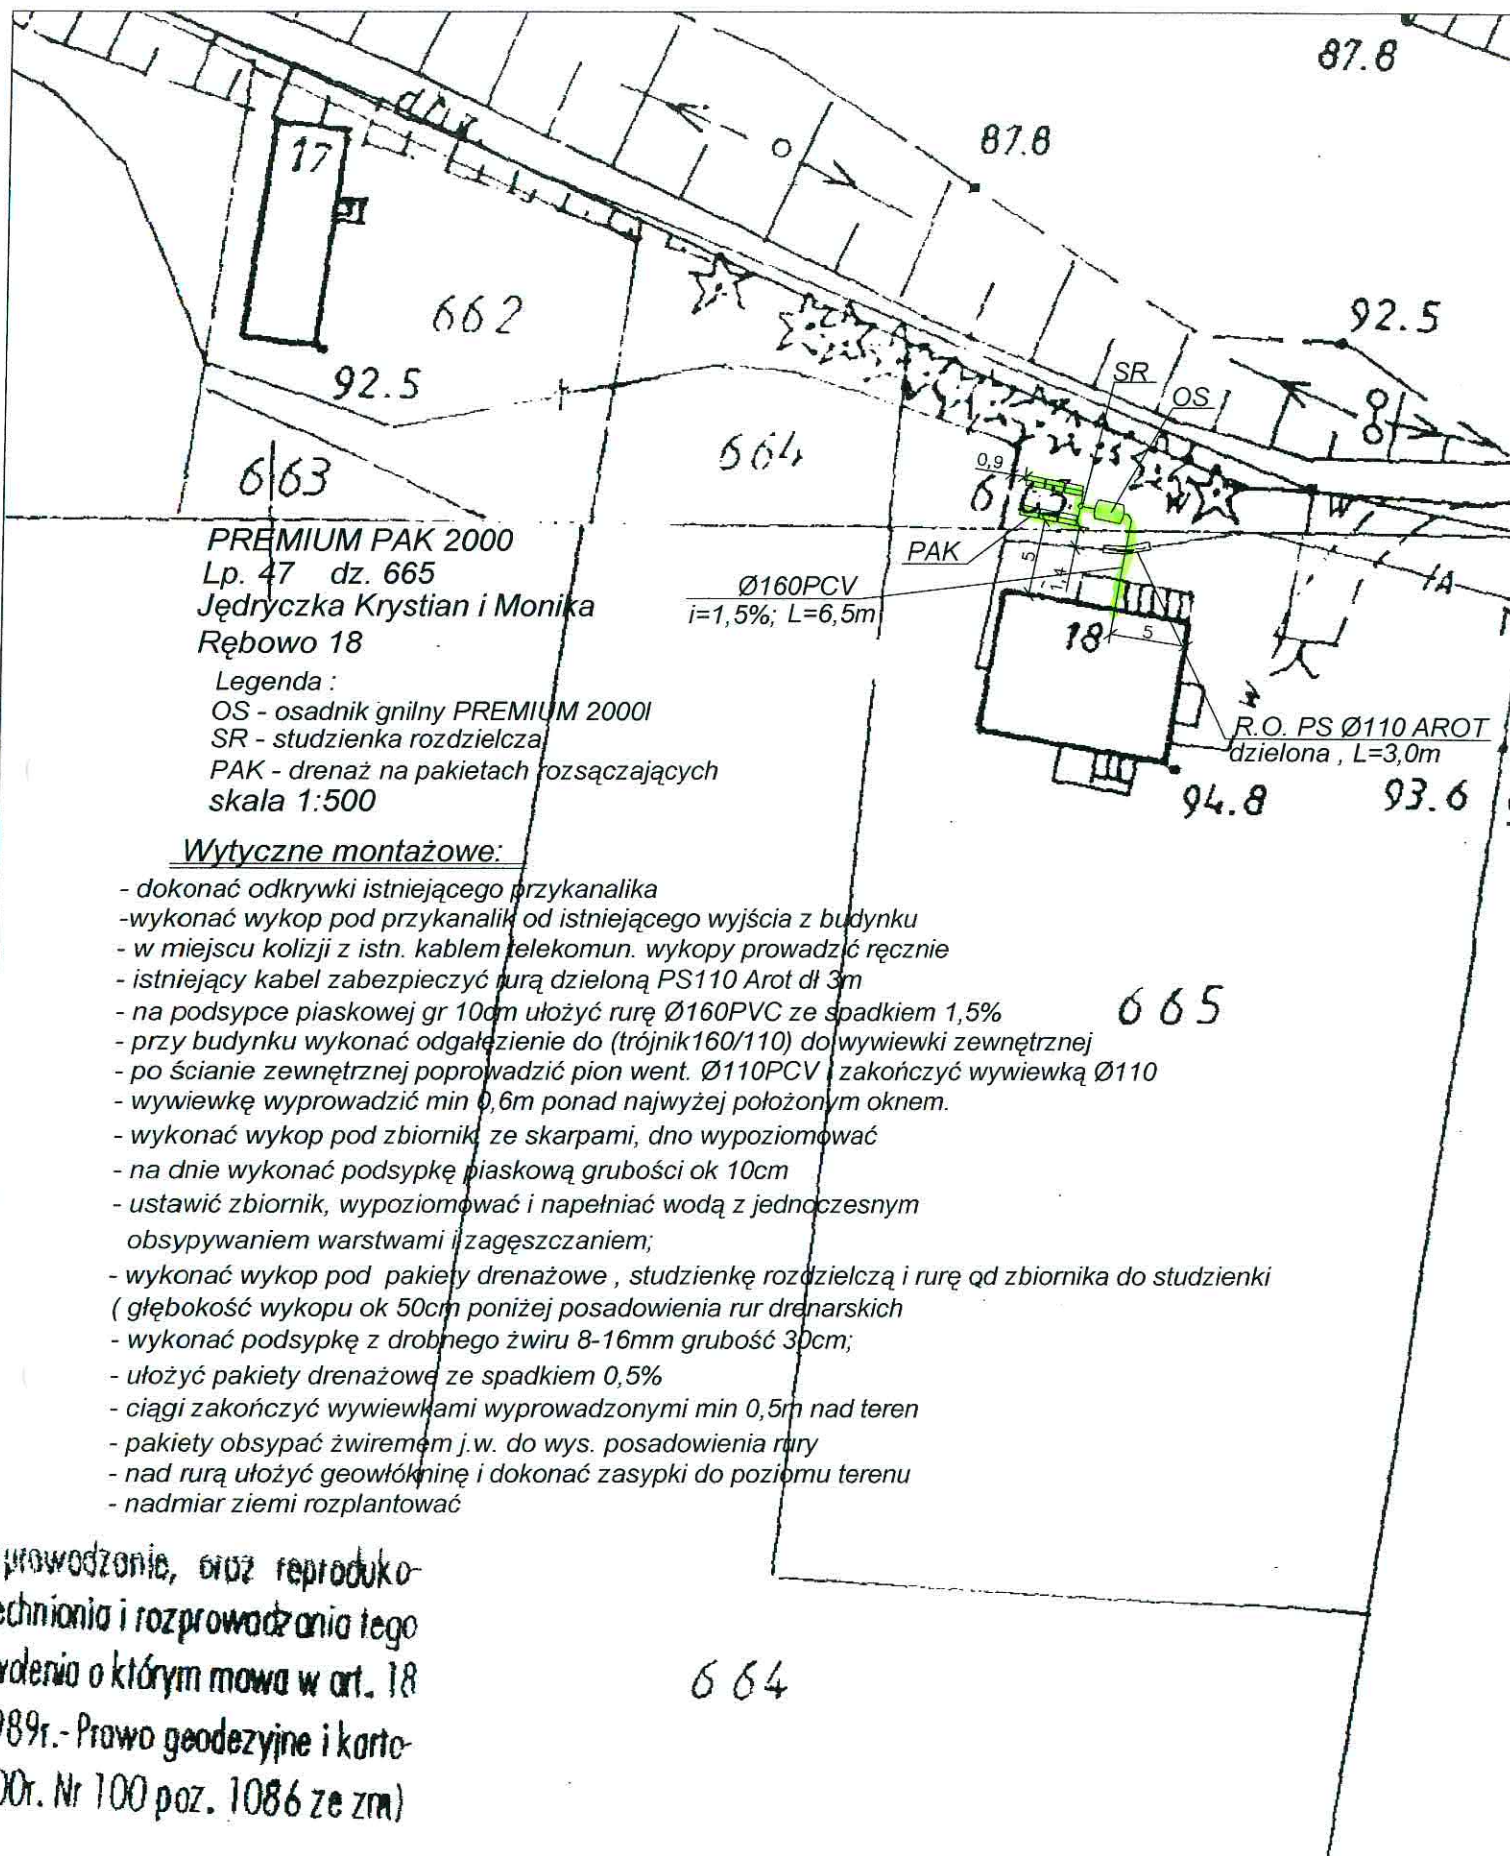 87.8
drz.
17
87.8
662
92.5
92.5
SR
OS
664
0,9
663
6
W
W
PREMIUM PAK 2000
Lp. 47 dz. 665
Jędryczka Krystian i Monika
Rębowo 18
PAK
5
1,4
Ø160PCV
i=1,5%; L=6,5m
A
18
5
W
Legenda :
OS - osadnik gnilny PREMIUM 2000l
SR - studzienka rozdzielcza
PAK - drenaż na pakietach rozsączających
skala 1:500
R.O. PS Ø110 AROT
dzielona , L=3,0m
94.8
93.6
Wytyczne montażowe:
- dokonać odkrywki istniejącego przykanalika
-wykonać wykop pod przykanalik od istniejącego wyjścia z budynku
- w miejscu kolizji z istn. kablem telekomun. wykopy prowadzić ręcznie
- istniejący kabel zabezpieczyć rurą dzieloną PS110 Arot dł 3m
- na podsypce piaskowej gr 10cm ułożyć rurę Ø160PVC ze spadkiem 1,5%
665
- przy budynku wykonać odgałęzienie do (trójnik160/110) do wywiewki zewnętrznej
- po ścianie zewnętrznej poprowadzić pion went. Ø110PCV i zakończyć wywiewką Ø110
- wywiewkę wyprowadzić min 0,6m ponad najwyżej położonym oknem.
- wykonać wykop pod zbiornik ze skarpami, dno wypoziomować
- na dnie wykonać podsypkę piaskową grubości ok 10cm
- ustawić zbiornik, wypoziomować i napełniać wodą z jednoczesnym
obsypywaniem warstwami i zagęszczaniem;
- wykonać wykop pod pakiety drenażowe , studzienkę rozdzielczą i rurę od zbiornika do studzienki
( głębokość wykopu ok 50cm poniżej posadowienia rur drenarskich
- wykonać podsypkę z drobnego żwiru 8-16mm grubość 30cm;
- ułożyć pakiety drenażowe ze spadkiem 0,5%
- ciągi zakończyć wywiewkami wyprowadzonymi min 0,5m nad teren
- pakiety obsypać żwiremem j.w. do wys. posadowienia rury
- nad rurą ułożyć geowłókninę i dokonać zasypki do poziomu terenu
- nadmiar ziemi rozplantować
prowadzanie, oraz reproduko-
echniania i rozprowadzania tego
wolenia o którym mowa w art. 18
989r.- Prawo geodezyjne i karto-
00r. Nr 100 poz. 1086 ze zm)
664